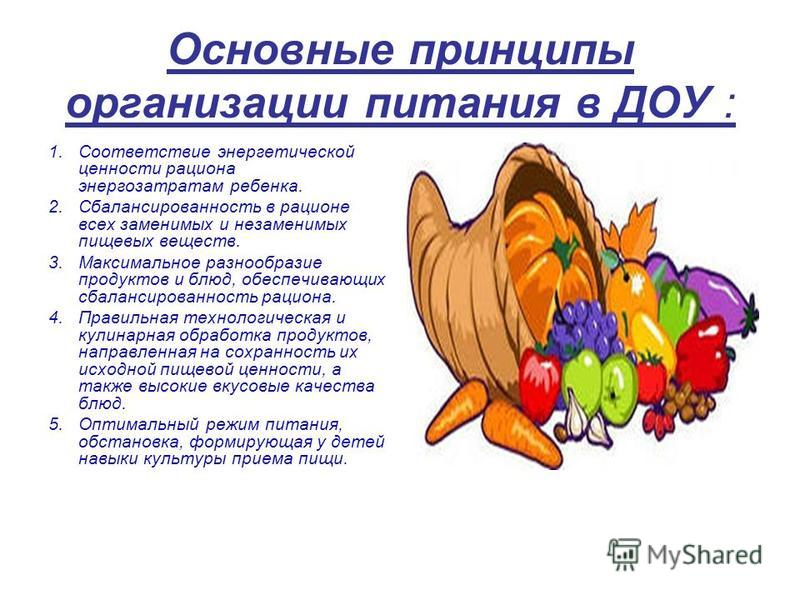 Основные принципы
организации питания в ДОУ :
1. Соответствие энергетической
ценности рациона
энергозатратам ребенка.
2. Сбалансированность в рационе
всех заменимых и незаменимых
пищевых веществ.
3. Максимальное разнообразие
продуктов и блюд, обеспечивающих
сбалансированность рациона.
4. Правильная технологическая и
кулинарная обработка продуктов,
направленная на сохранность их
исходной пищевой ценности, а
также высокие вкусовые качества
блюд.
5. Оптимальный режим питания,
обстановка, формирующая у детей
навыки культуры приема пищи.
MyShared